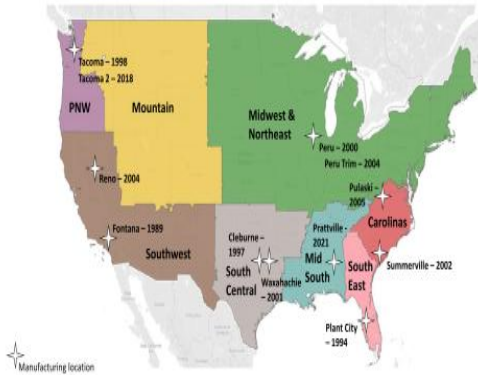 Tacoma – 1998
Tacoma 2 – 2018
PNW
Mountain
Midwest &
Northeast
Peru – 2000
Peru Trim – 2004
Reno – 2004
Pulaski –
2005
Carolinas
Fontana – 1989
Southwest
Cleburne –
1997
South
Central
Waxahachie
– 2001
Prattville -
2021
Mid
South
South
East
Summerville – 2002
Plant City
– 1994
Manufacturing location